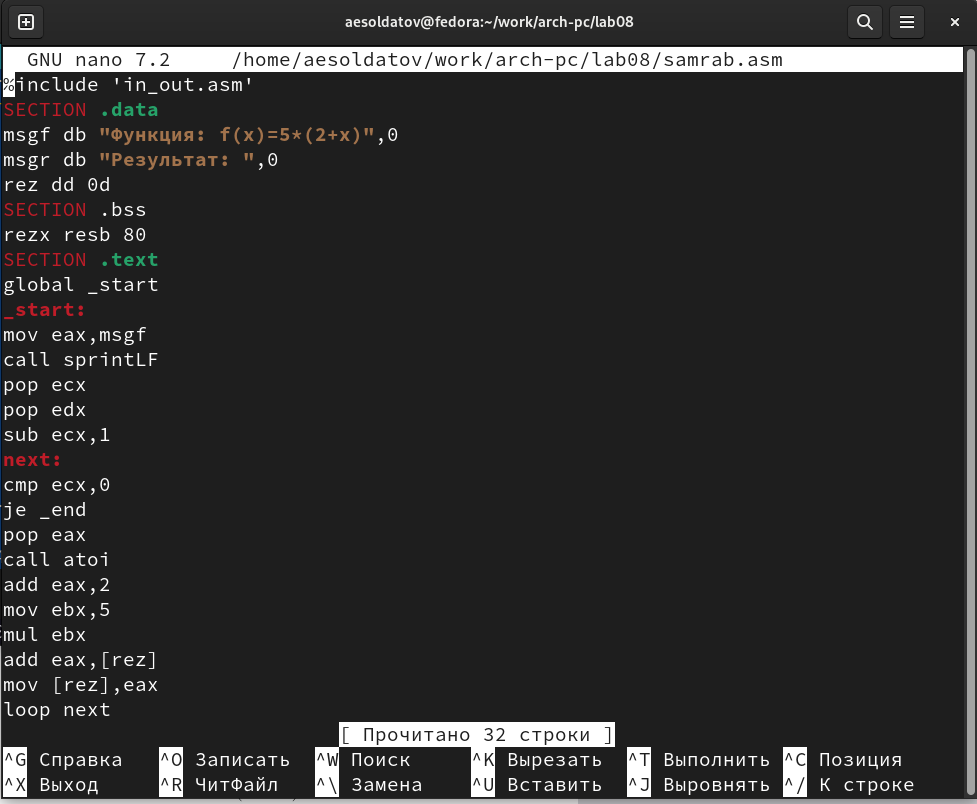 aesoldatov@fedora:~/work/arch-pc/lab08
GNU nano 7.2 /home/aesoldatov/work/arch-pc/lab08/samrab.asm
%include 'in_out.asm'
SECTION .data
msgf db "Функция: f(x)=5*(2+x)",0
msgr db "Результат: ",0
rez dd 0d
SECTION .bss
rezx resb 80
SECTION .text
global _start
_start:
mov eax,msgf
call sprintLF
pop ecx
pop edx
sub ecx,1
next:
cmp ecx,0
je _end
pop eax
call atoi
add eax,2
mov ebx,5
mul ebx
add eax,[rez]
mov [rez],eax
loop next
[ Прочитано 32 строки ]
^G Справка ^O Записать ^W Поиск ^K Вырезать ^T Выполнить ^C Позиция
^X Выход ^R ЧитФайл ^\ Замена ^U Вставить ^J Выровнять ^/ К строке